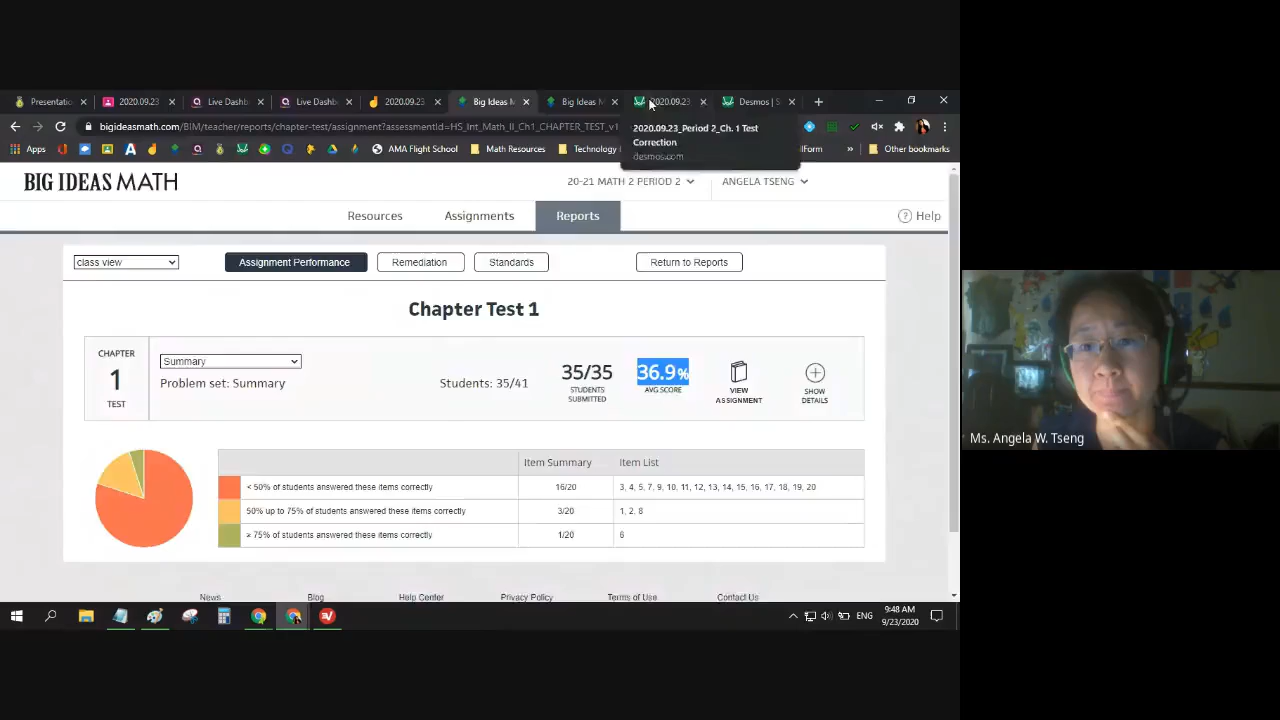 Presentatio
2020.09.23
Live Dashb
Live Dashb
2020.09.23
Big Ideas M
Big Ideas M
2020.09.23
Desmos | S
bigideasmath.com/BIM/teacher/reports/chapter-test/assignment?assessmentId=HS_Int_Math_II_Ch1_CHAPTER_TEST_v1
2020.09.23_Period 2_Ch. 1 Test
Correction
desmos.com
Apps
AMA Flight School
Math Resources
Technology
lForm
»
Other bookmarks
BIG IDEAS MATH
20-21 MATH 2 PERIOD 2
ANGELA TSENG
Resources
Assignments
Reports
? Help
class view
Assignment Performance
Remediation
Standards
Return to Reports
Chapter Test 1
CHAPTER
1
TEST
Summary
Problem set: Summary
Students: 35/41
35/35
STUDENTS
SUBMITTED
36.9%
AVG SCORE
VIEW
ASSIGNMENT
SHOW
DETAILS
Item Summary Item List
< 50% of students answered these items correctly 16/20 3, 4, 5, 7, 9, 10, 11, 12, 13, 14, 15, 16, 17, 18, 19, 20
50% up to 75% of students answered these items correctly 3/20 1, 2, 8
≥ 75% of students answered these items correctly 1/20 6
News
Blog
Help Center
Privacy Policy
Terms of Use
Contact Us
ENG
9:48 AM
9/23/2020
Ms. Angela W. Tseng